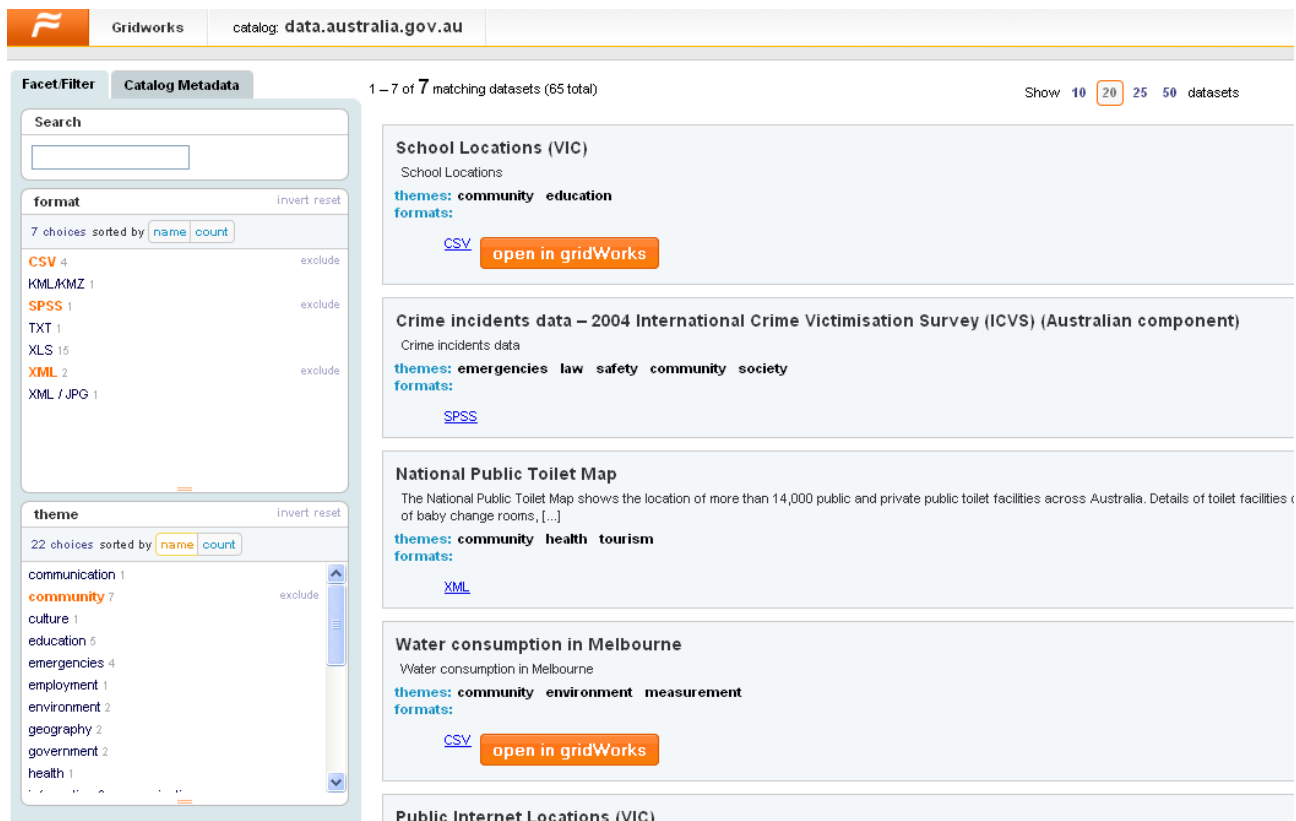 Gridworks catalog: data.australia.gov.au
Facet/Filter Catalog Metadata
1 – 7 of 7 matching datasets (65 total)
Show 10 20 25 50 datasets
Search
format invert reset
7 choices sorted by name count
CSV 4 exclude
KML/KMZ 1
SPSS 1 exclude
TXT 1
XLS 15
XML 2 exclude
XML / JPG 1
theme invert reset
22 choices sorted by name count
communication 1
community 7 exclude
culture 1
education 5
emergencies 4
employment 1
environment 2
geography 2
government 2
health 1
School Locations (VIC)
School Locations
themes: community education
formats:
CSV open in gridWorks
Crime incidents data – 2004 International Crime Victimisation Survey (ICVS) (Australian component)
Crime incidents data
themes: emergencies law safety community society
formats:
SPSS
National Public Toilet Map
The National Public Toilet Map shows the location of more than 14,000 public and private public toilet facilities across Australia. Details of toilet facilities
of baby change rooms, [...]
themes: community health tourism
formats:
XML
Water consumption in Melbourne
Water consumption in Melbourne
themes: community environment measurement
formats:
CSV open in gridWorks
Public Internet Locations (VIC)